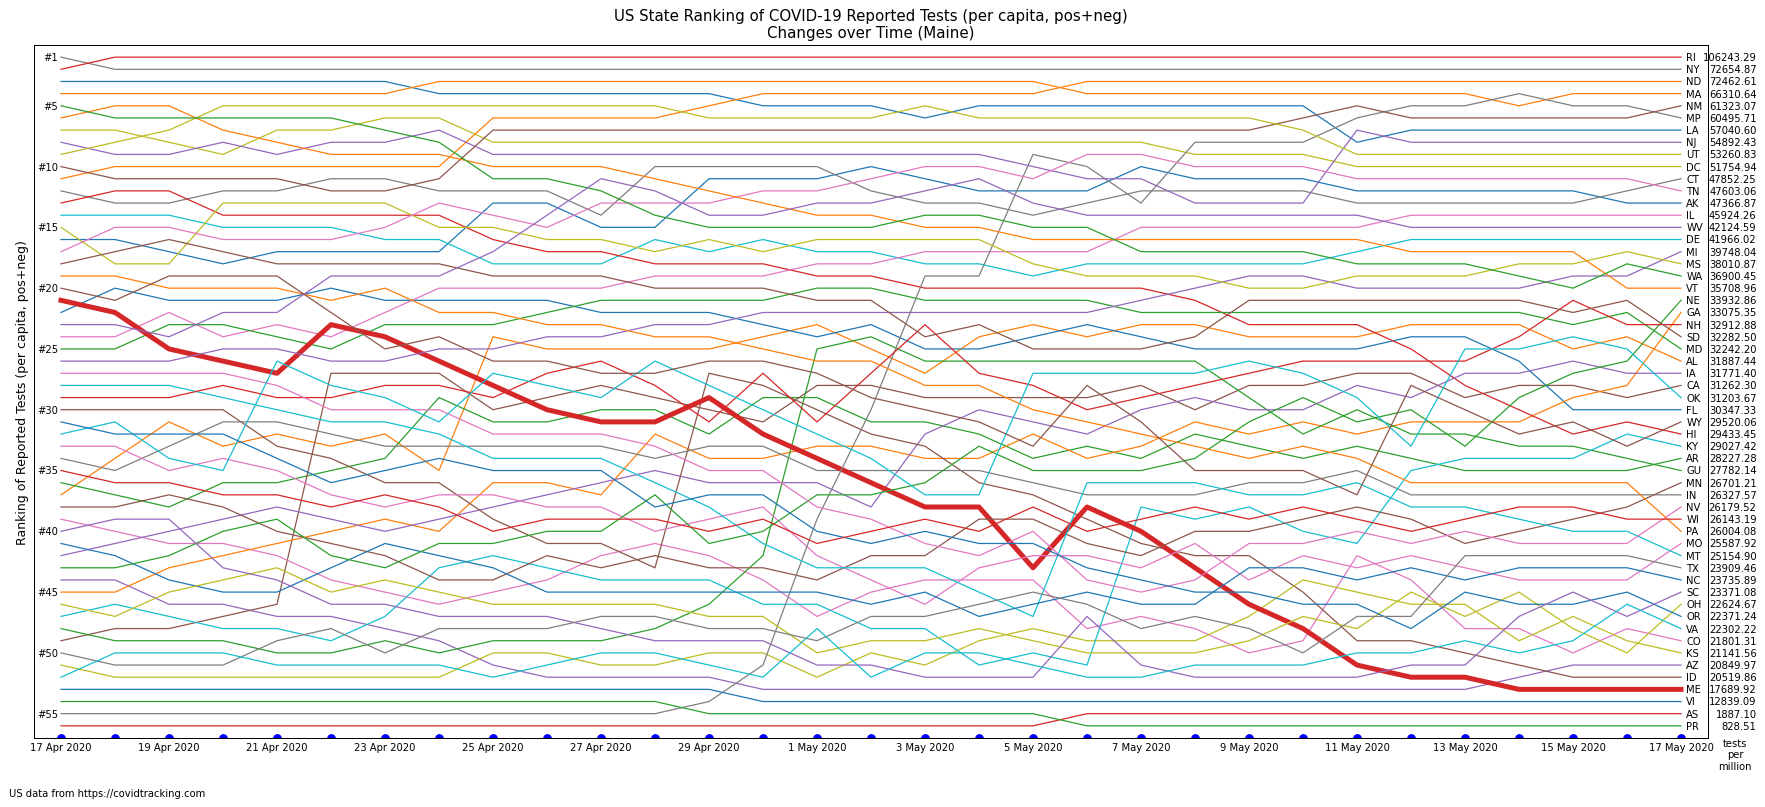 US State Ranking of COVID-19 Reported Tests (per capita, pos+neg)
Changes over Time (Maine)
Ranking of Reported Tests (per capita, pos+neg)
#1
#5
#10
#15
#20
#25
#30
#35
#40
#45
#50
#55
RI 106243.29
NY 72654.87
ND 72462.61
MA 66310.64
NM 61323.07
MP 60495.71
LA 57040.60
NJ 54892.43
UT 53260.83
DC 51754.94
CT 47852.25
TN 47603.06
AK 47366.87
IL 45924.26
WV 42124.59
DE 41966.02
MI 39748.04
MS 38010.87
WA 36900.45
VT 35708.96
NE 33932.86
GA 33075.35
NH 32912.88
SD 32282.50
MD 32242.20
AL 31887.44
IA 31771.40
CA 31262.30
OK 31203.67
FL 30347.33
WY 29520.06
HI 29433.45
KY 29027.42
AR 28227.28
GU 27782.14
MN 26701.21
IN 26327.57
NV 26179.52
WI 26143.19
PA 26004.08
MO 25587.92
MT 25154.90
TX 23909.46
NC 23735.89
SC 23371.08
OH 22624.67
OR 22371.24
VA 22302.22
CO 21801.31
KS 21141.56
AZ 20849.97
ID 20519.86
ME 17689.92
VI 12839.09
AS 1887.10
PR 828.51
17 Apr 2020 19 Apr 2020 21 Apr 2020 23 Apr 2020 25 Apr 2020 27 Apr 2020 29 Apr 2020 1 May 2020 3 May 2020 5 May 2020 7 May 2020 9 May 2020 11 May 2020 13 May 2020 15 May 2020 17 May 2020
tests
per
million
US data from https://covidtracking.com